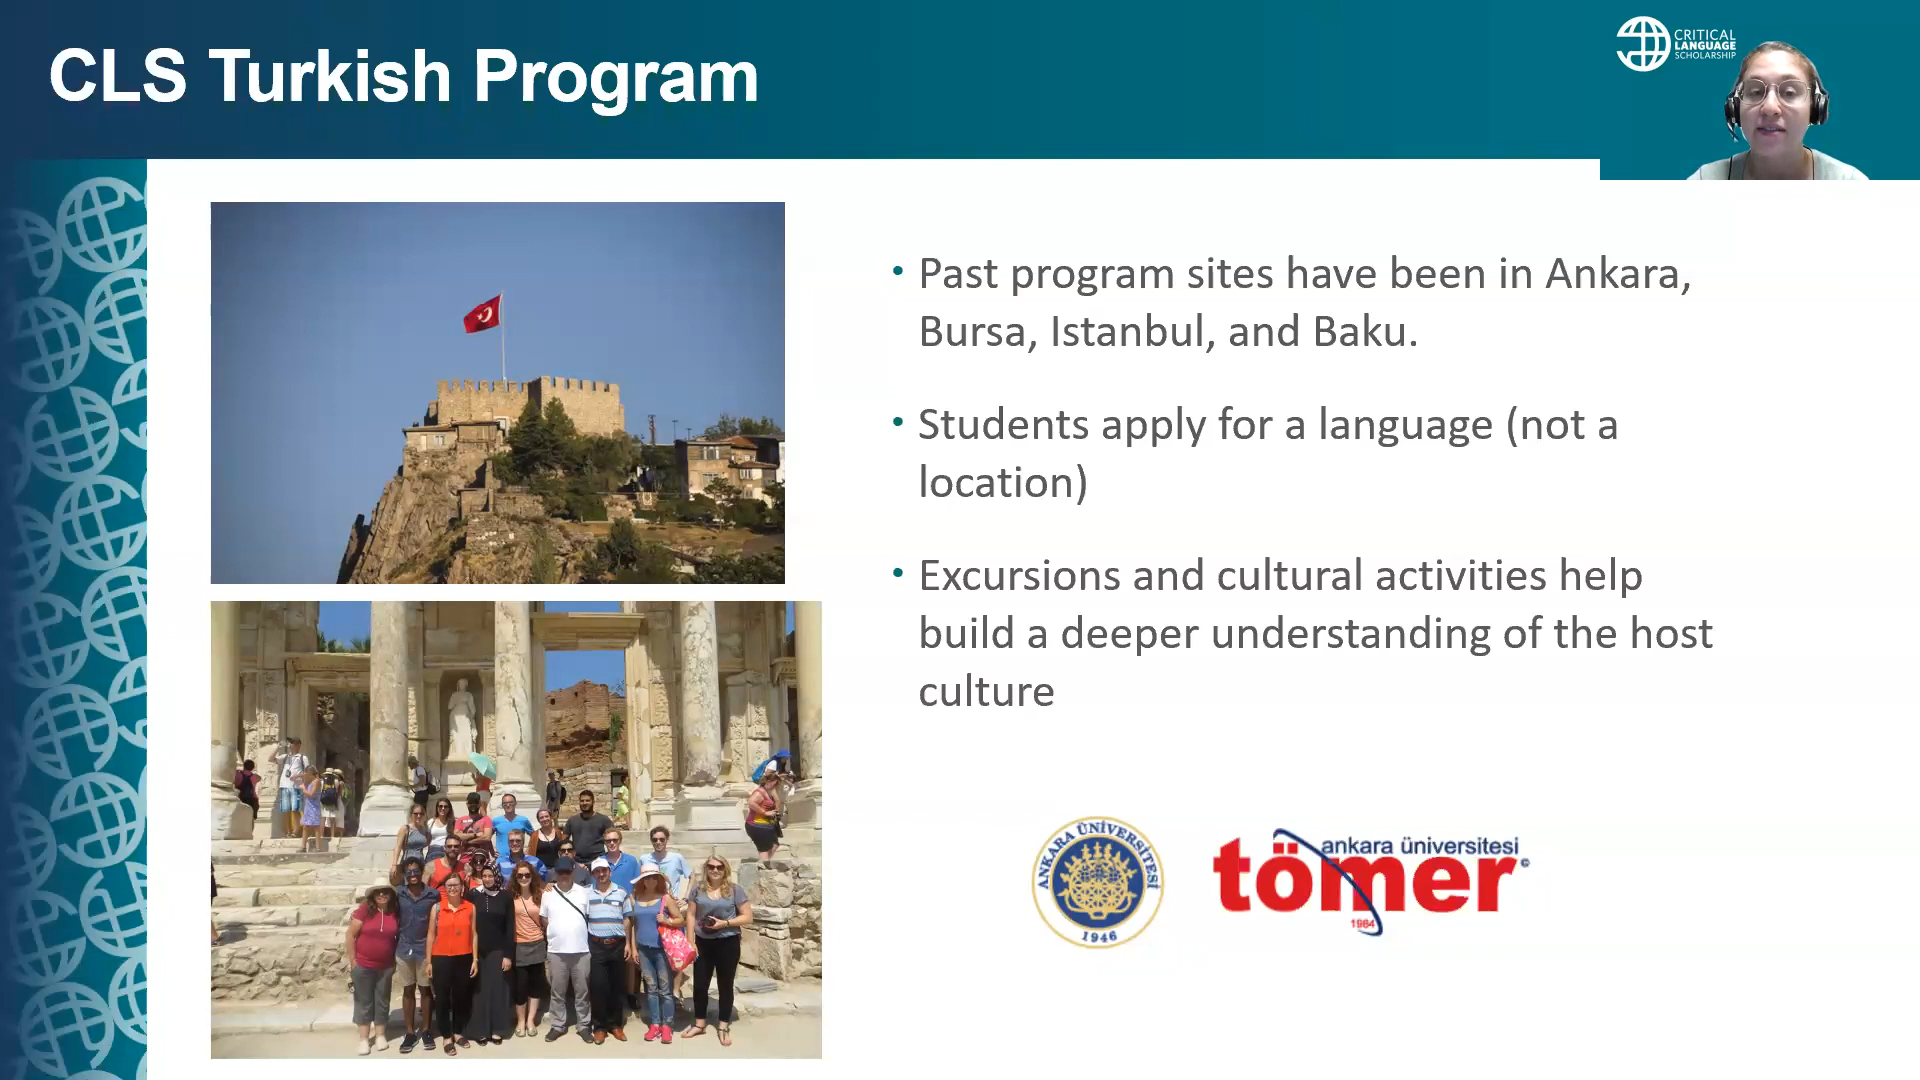 CLS Turkish Program
CRITICAL
LANGUAGE
SCHOLARSHIP
• Past program sites have been in Ankara,
Bursa, Istanbul, and Baku.
• Students apply for a language (not a
location)
• Excursions and cultural activities help
build a deeper understanding of the host
culture
ANKARA ÜNİVERSİTESİ
1946
ankara üniversitesi
tömer
1984